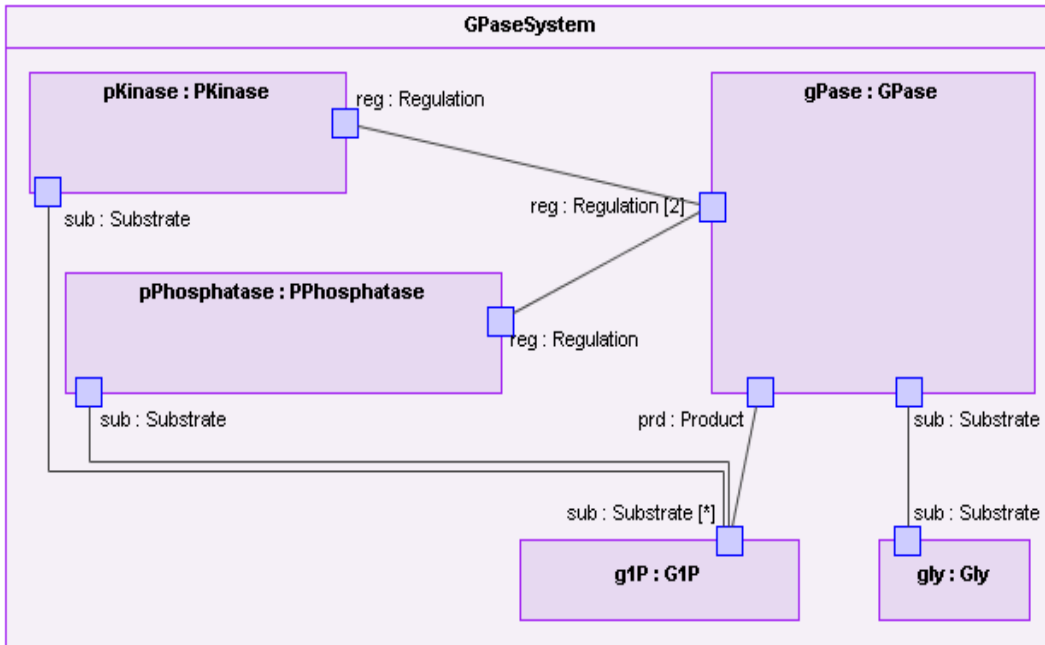 GPaseSystem
pKinase : PKinase
reg : Regulation
gPase : GPase
sub : Substrate
reg : Regulation [2]
pPhosphatase : PPhosphatase
reg : Regulation
sub : Substrate
prd : Product
sub : Substrate
sub : Substrate [*]
sub : Substrate
g1P : G1P
gly : Gly